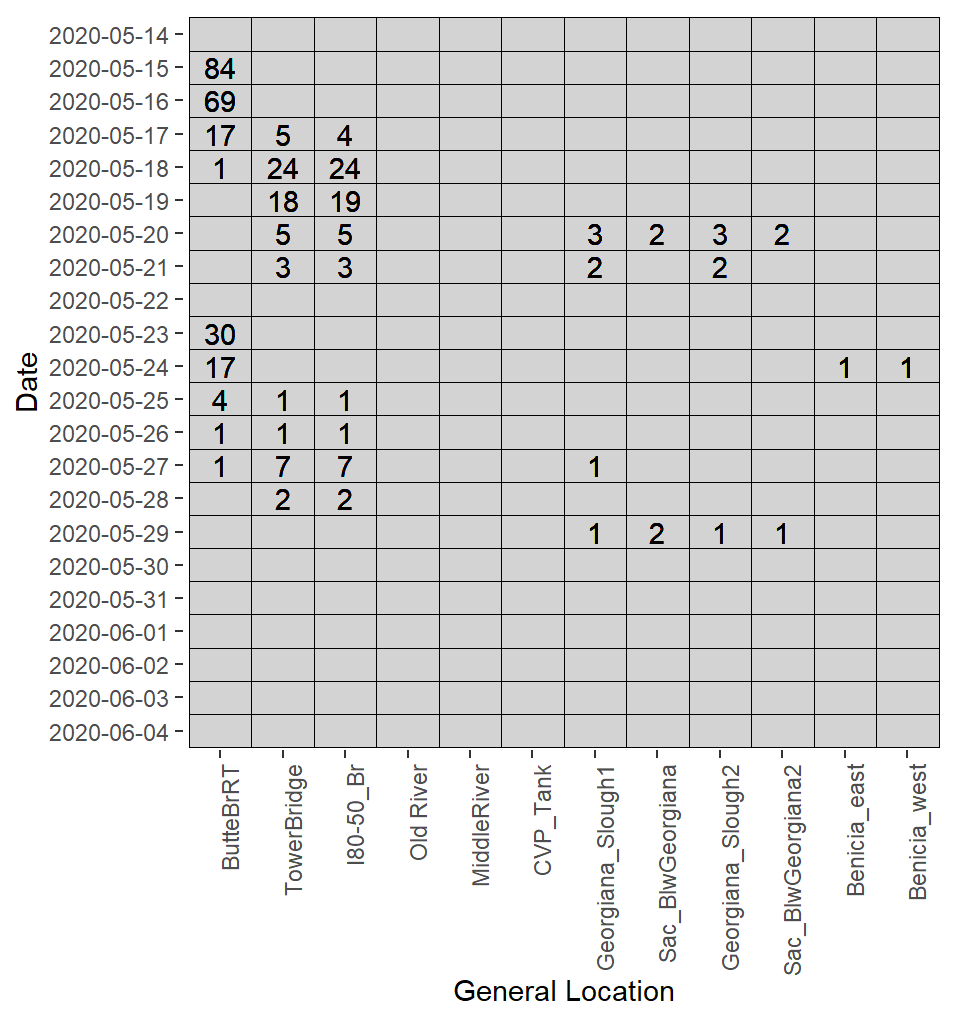 2020-05-14
2020-05-15 84
2020-05-16 69
2020-05-17 17 5 4
2020-05-18 1 24 24
2020-05-19 18 19
2020-05-20 5 5 3 2 3 2
2020-05-21 3 3 2 2
2020-05-22
2020-05-23 30
2020-05-24 17 1 1
2020-05-25 4 1 1
2020-05-26 1 1 1
2020-05-27 1 7 7 1
2020-05-28 2 2
2020-05-29 1 2 1 1
2020-05-30
2020-05-31
2020-06-01
2020-06-02
2020-06-03
2020-06-04
Date
ButteBrRT
TowerBridge
I80-50_Br
Old River
MiddleRiver
CVP_Tank
Georgiana_Slough1
Sac_BlwGeorgiana
Georgiana_Slough2
Sac_BlwGeorgiana2
Benicia_east
Benicia_west
General Location